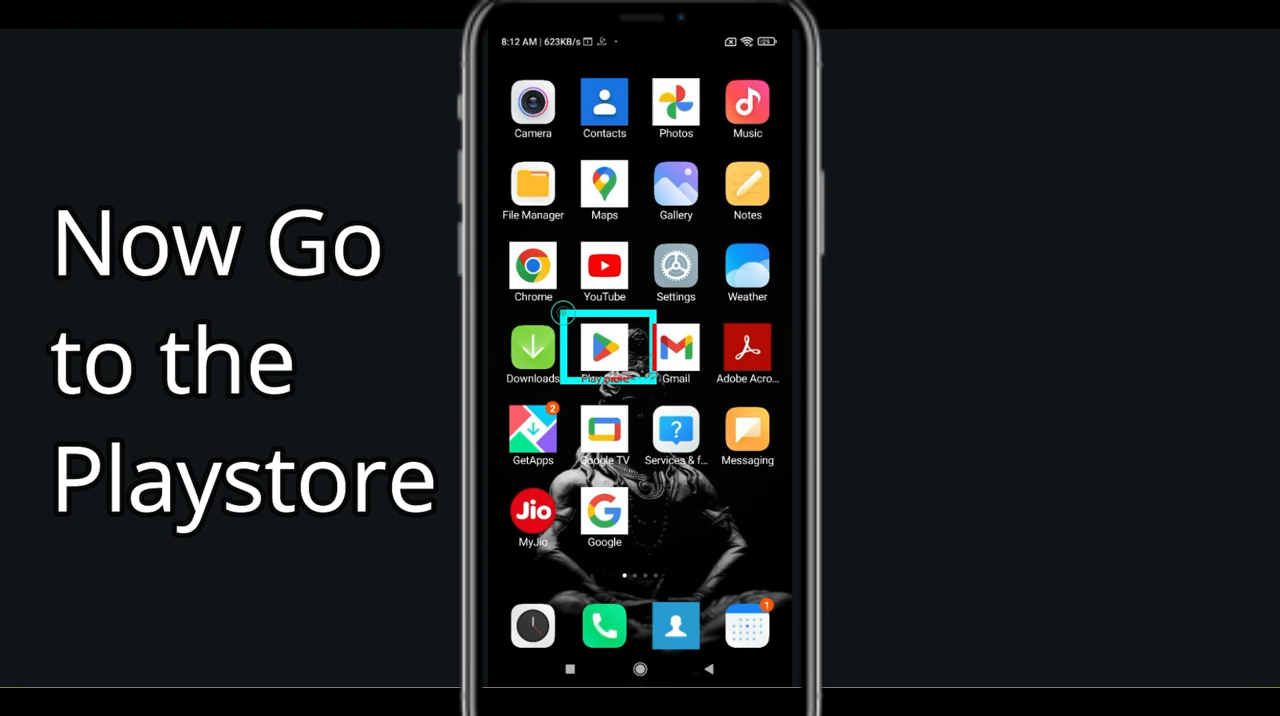 Now Go
to the
Playstore
8:12 AM | 623KB/s
Camera Contacts Photos Music
File Manager Maps Gallery Notes
Chrome YouTube Settings Weather
Downloads Play Store Gmail Adobe Acro...
2
GetApps Google TV Services & f... Messaging
Jio
MyJio Google
1